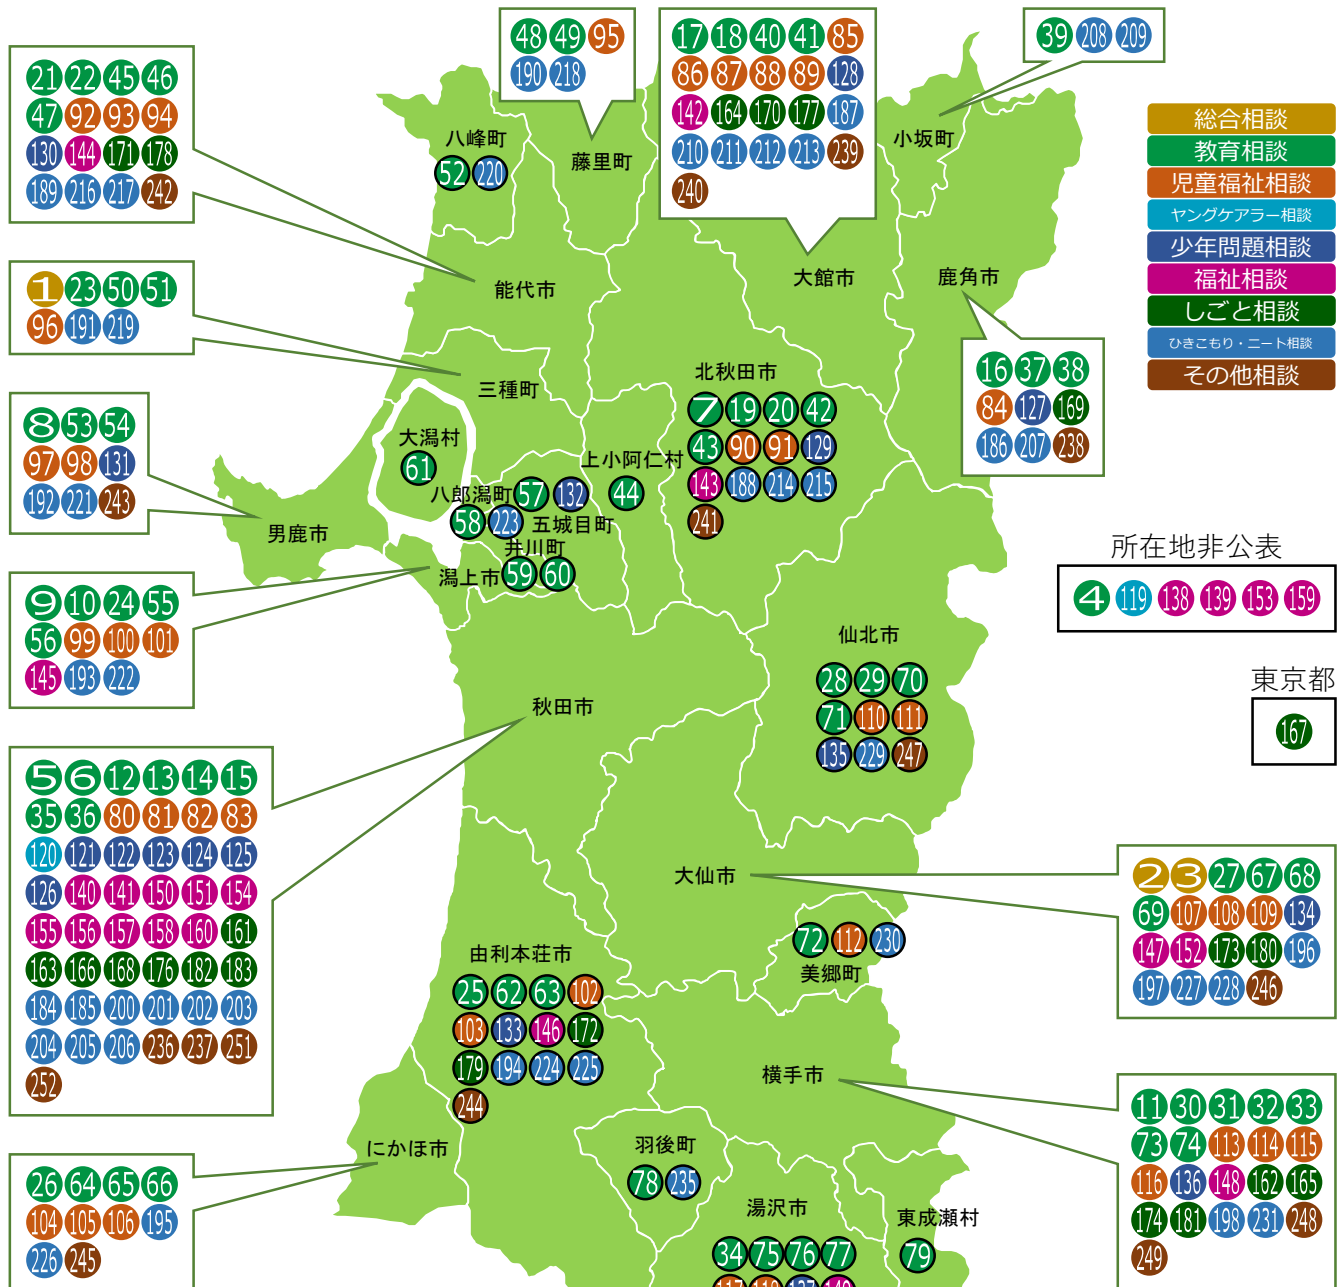 48 49 95
190 218
17 18 40 41 85
86 87 88 89 128
142 164 170 177 187
210 211 212 213 239
240
39 208 209
21 22 45 46
47 92 93 94
130 144 171 178
189 216 217 242
総合相談
教育相談
児童福祉相談
ヤングケアラー相談
少年問題相談
福祉相談
しごと相談
ひきこもり・ニート相談
その他相談
八峰町
52 220
藤里町
小坂町
大館市
鹿角市
能代市
1 23 50 51
96 191 219
16 37 38
84 127 169
186 207 238
三種町
北秋田市
7 19 20 42
43 90 91 129
143 188 214 215
241
8 53 54
97 98 131
192 221 243
大潟村
61
上小阿仁村
44
八郎潟町
58 223
57 132
五城目町
男鹿市
井川町
59 60
潟上市
所在地非公表
4 119 138 139 153 159
9 10 24 55
56 99 100 101
145 193 222
仙北市
28 29 70
71 110 111
135 229 247
東京都
167
秋田市
5 6 12 13 14 15
35 36 80 81 82 83
120 121 122 123 124 125
126 140 141 150 151 154
155 156 157 158 160 161
163 166 168 176 182 183
184 185 200 201 202 203
204 205 206 236 237 251
252
大仙市
2 3 27 67 68
69 107 108 109 134
147 152 173 180 196
197 227 228 246
72 112 230
美郷町
由利本荘市
25 62 63 102
103 133 146 172
179 194 224 225
244
横手市
11 30 31 32 33
73 74 113 114 115
116 136 148 162 165
174 181 198 231 248
249
にかほ市
26 64 65 66
104 105 106 195
226 245
羽後町
78 235
湯沢市
34 75 76 77
東成瀬村
79